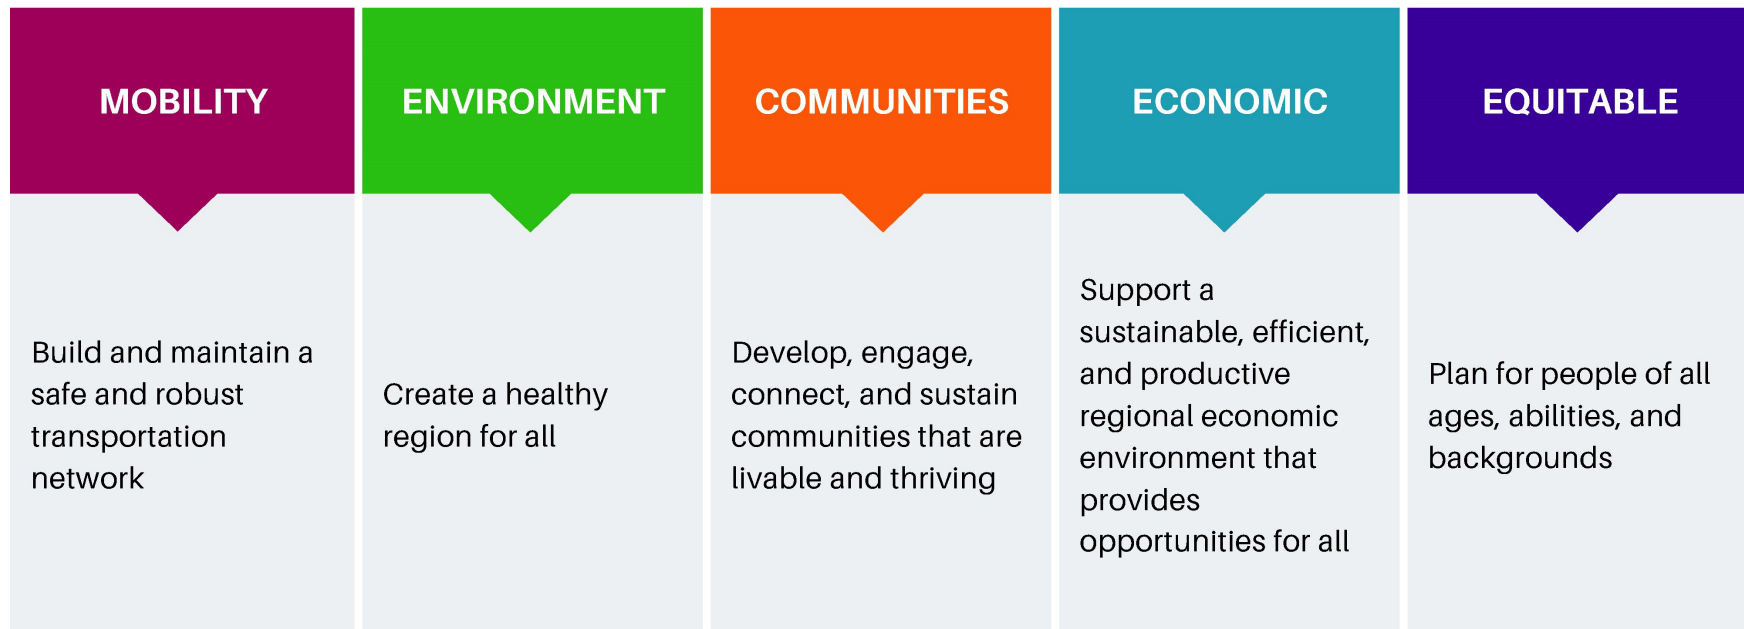 MOBILITY
Build and maintain a
safe and robust
transportation
network
ENVIRONMENT
Create a healthy
region for all
COMMUNITIES
Develop, engage,
connect, and sustain
communities that are
livable and thriving
ECONOMIC
Support a
sustainable, efficient,
and productive
regional economic
environment that
provides
opportunities for all
EQUITABLE
Plan for people of all
ages, abilities, and
backgrounds